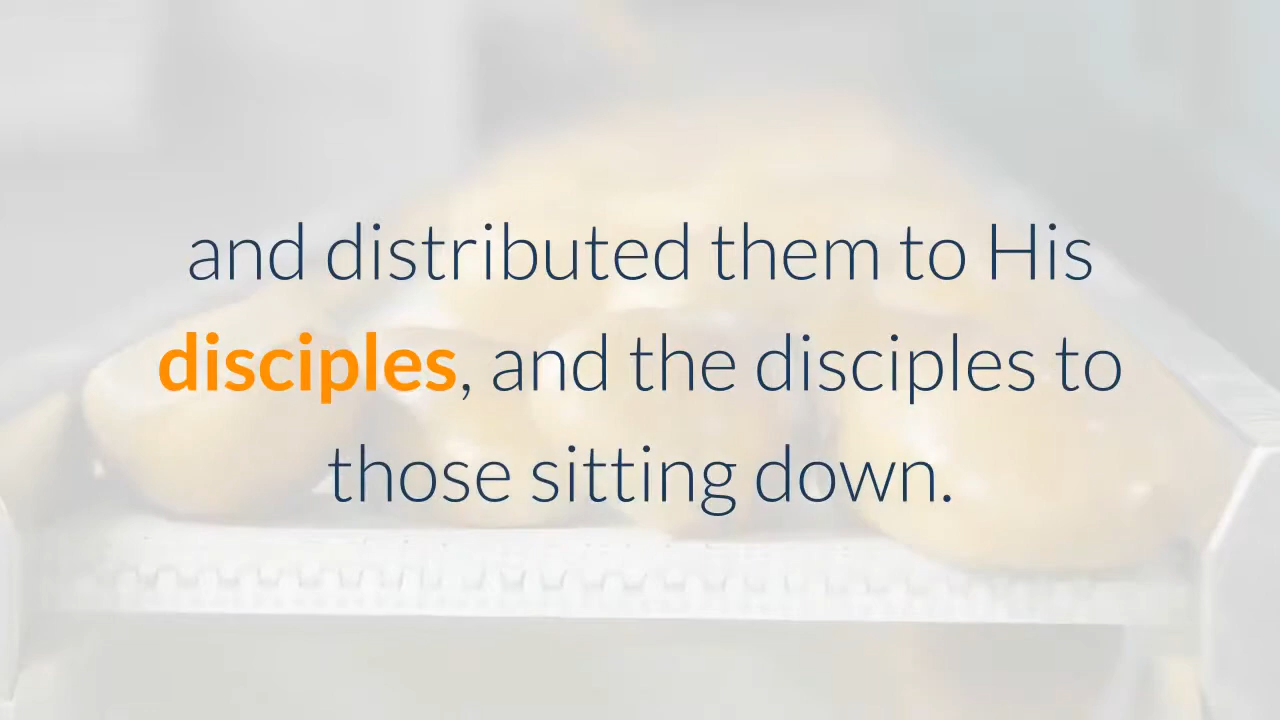 and distributed them to His
disciples, and the disciples to
those sitting down.